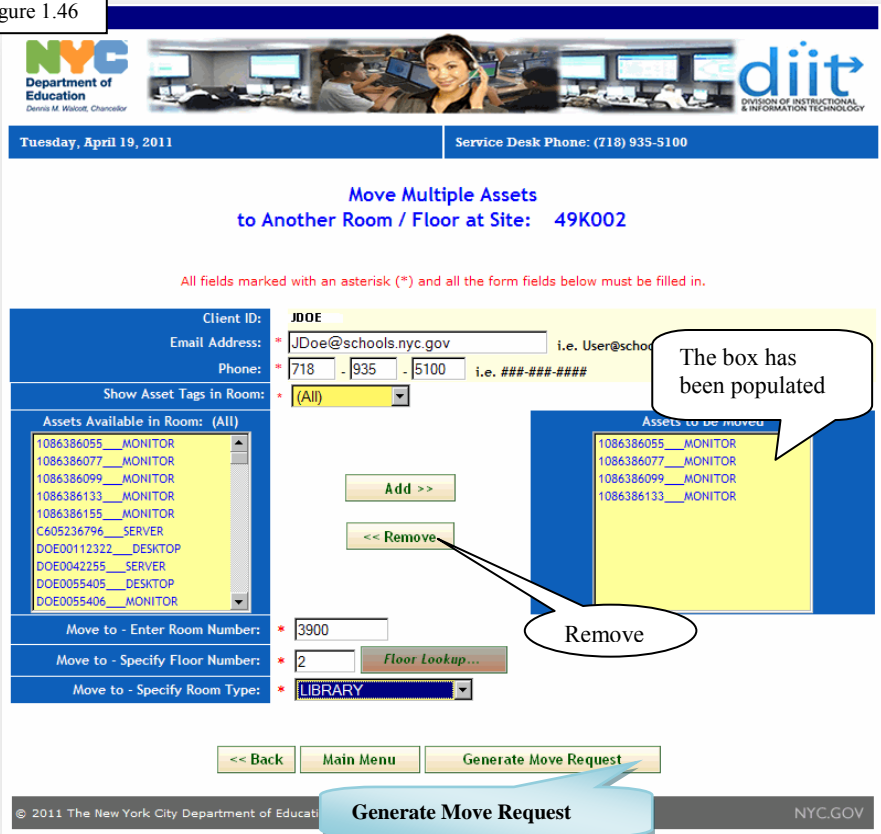 gure 1.46
NYC
Department of
Education
Dennis M. Walcott, Chancellor
diit
DIVISION OF INSTRUCTIONAL
& INFORMATION TECHNOLOGY
Tuesday, April 19, 2011
Service Desk Phone: (718) 935-5100
Move Multiple Assets
to Another Room / Floor at Site: 49K002
All fields marked with an asterisk (*) and all the form fields below must be filled in.
Client ID: JDOE
Email Address: * JDoe@schools.nyc.gov i.e. User@schoo
Phone: * 718 - 935 - 5100 i.e. ###-###-####
The box has
been populated
Show Asset Tags in Room: * (All)
Assets Available in Room: (All)
1086386055___MONITOR
1086386077___MONITOR
1086386099___MONITOR
1086386133___MONITOR
1086386155___MONITOR
C605236796___SERVER
DOE00112322___DESKTOP
DOE0042255___SERVER
DOE0055405___DESKTOP
DOE0055406___MONITOR
Add >>
<< Remove
Remove
Assets to be Moved
1086386055___MONITOR
1086386077___MONITOR
1086386099___MONITOR
1086386133___MONITOR
Move to - Enter Room Number: * 3900
Move to - Specify Floor Number: * 2 Floor Lookup...
Move to - Specify Room Type: * LIBRARY
<< Back Main Menu Generate Move Request
© 2011 The New York City Department of Educati
Generate Move Request
NYC.GOV